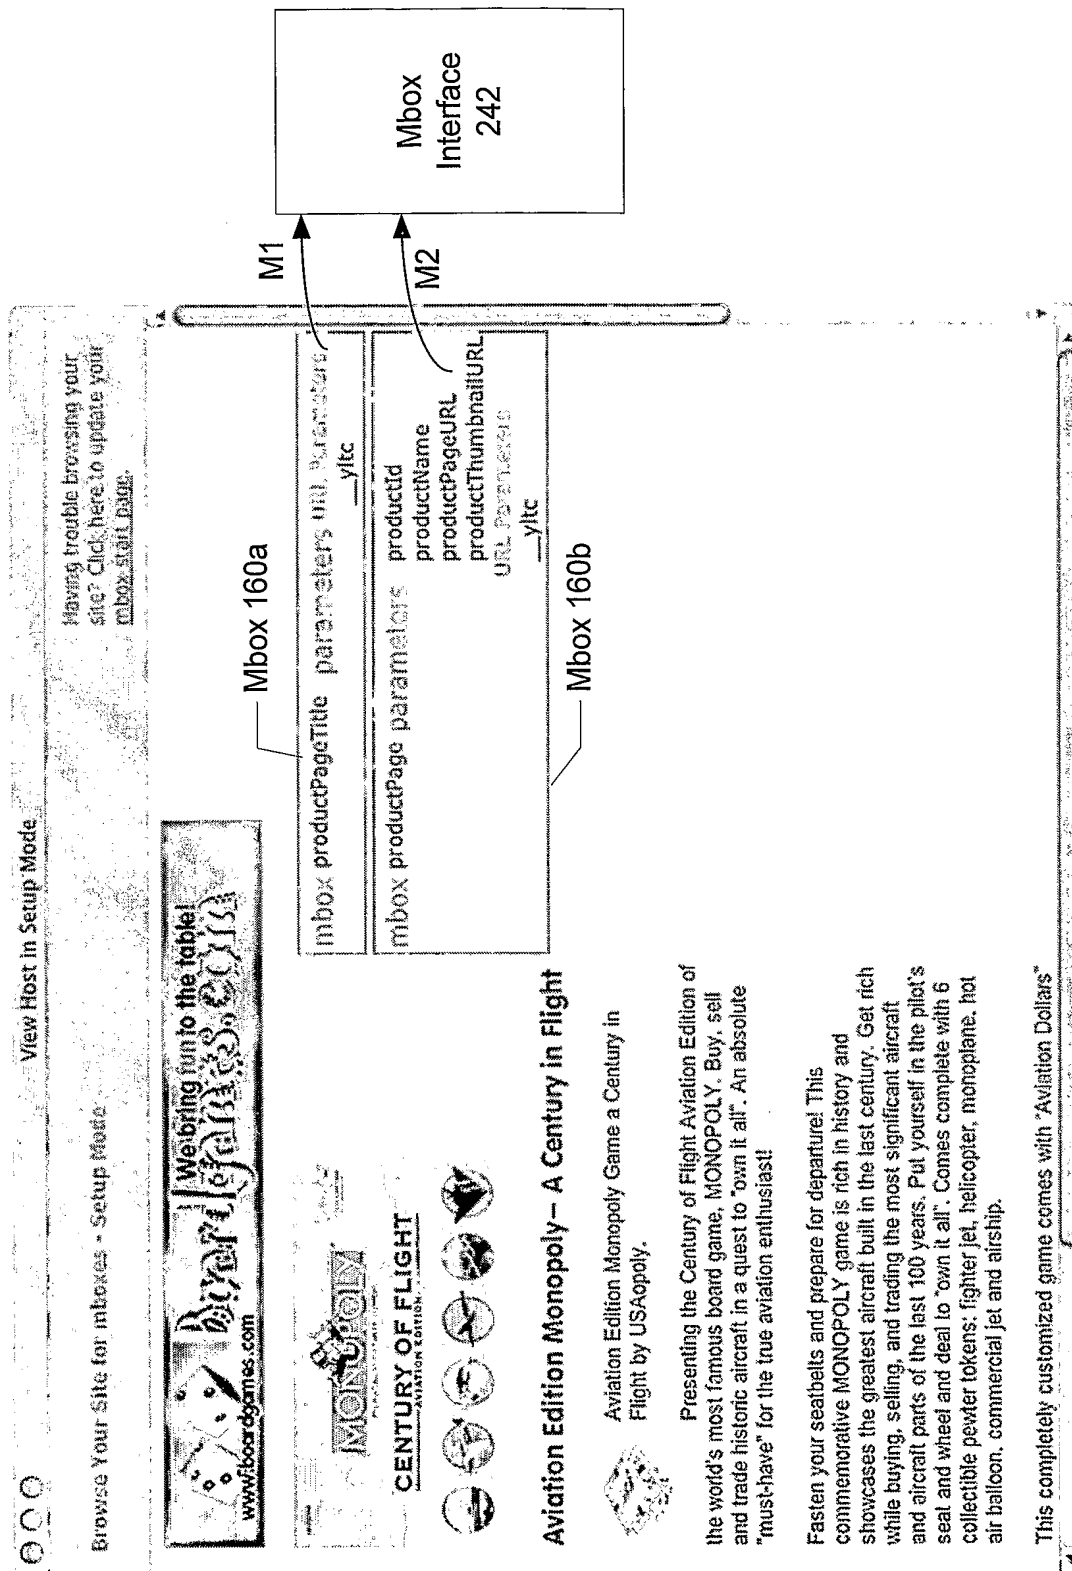 View Host in Setup Mode
Browse Your Site for mboxes - Setup Mode
Having trouble browsing your
site? Click here to update your
mbox start page.
We bring fun to the table!
boardgames.com
www.boardgames.com
MONOPOLY
CENTURY OF FLIGHT
AVIATION EDITION
Mbox 160a
mbox productPageTitle parameters URL Parameters
__yltc
mbox productPage parameters productId
productName
productPageURL
productThumbnailURL
URL Parameters
__yltc
Mbox 160b
M1
M2
Mbox
Interface
242
Aviation Edition Monopoly – A Century in Flight
Aviation Edition Monopoly Game a Century in
Flight by USAopoly.
Presenting the Century of Flight Aviation Edition of
the world's most famous board game, MONOPOLY. Buy, sell
and trade historic aircraft in a quest to "own it all". An absolute
"must-have" for the true aviation enthusiast!
Fasten your seatbelts and prepare for departure! This
commemorative MONOPOLY game is rich in history and
showcases the greatest aircraft built in the last century. Get rich
while buying, selling, and trading the most significant aircraft
and aircraft parts of the last 100 years. Put yourself in the pilot's
seat and wheel and deal to "own it all". Comes complete with 6
collectible pewter tokens: fighter jet, helicopter, monoplane, hot
air balloon, commercial jet and airship.
This completely customized game comes with "Aviation Dollars"